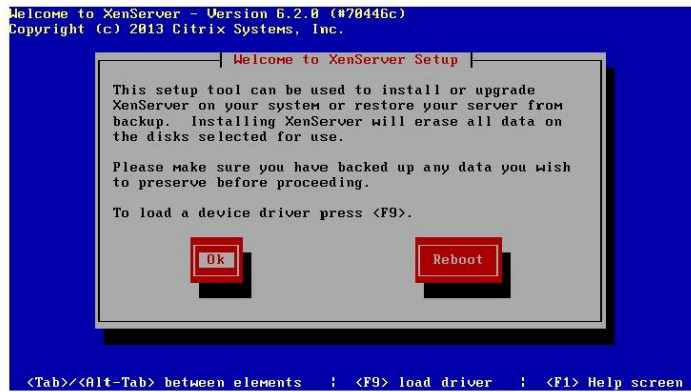 Welcome to XenServer - Version 6.2.0 (#70446c)
Copyright (c) 2013 Citrix Systems, Inc.
Welcome to XenServer Setup
This setup tool can be used to install or upgrade
XenServer on your system or restore your server from
backup. Installing XenServer will erase all data on
the disks selected for use.
Please make sure you have backed up any data you wish
to preserve before proceeding.
To load a device driver press <F9>.
Ok Reboot
<Tab>/<Alt-Tab> between elements ¦ <F9> load driver ¦ <F1> Help screen